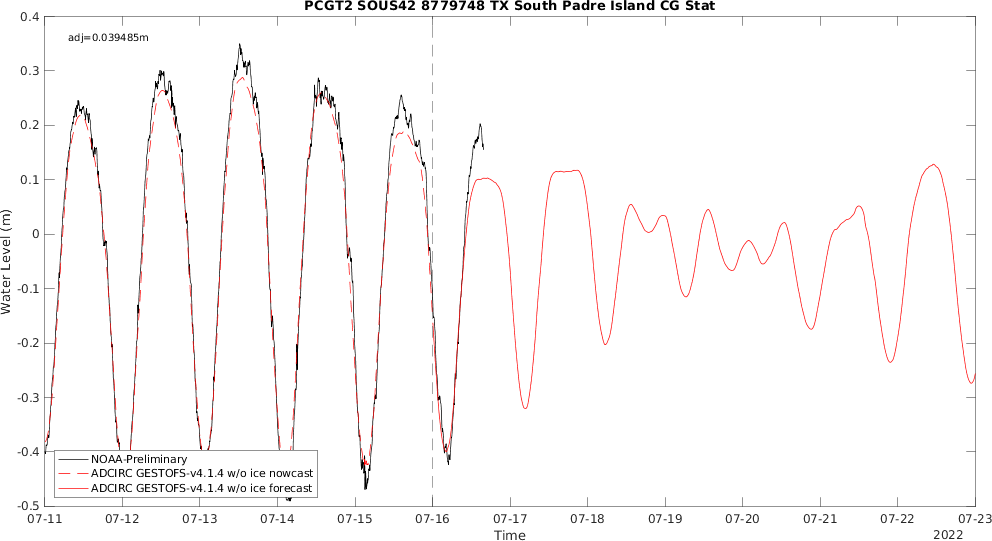 PCGT2 SOUS42 8779748 TX South Padre Island CG Stat
adj=0.039485m
0.4
0.3
0.2
0.1
0
-0.1
-0.2
-0.3
-0.4
-0.5
Water Level (m)
NOAA-Preliminary
ADCIRC GESTOFS-v4.1.4 w/o ice nowcast
ADCIRC GESTOFS-v4.1.4 w/o ice forecast
07-11 07-12 07-13 07-14 07-15 07-16 07-17 07-18 07-19 07-20 07-21 07-22 07-23
Time
2022